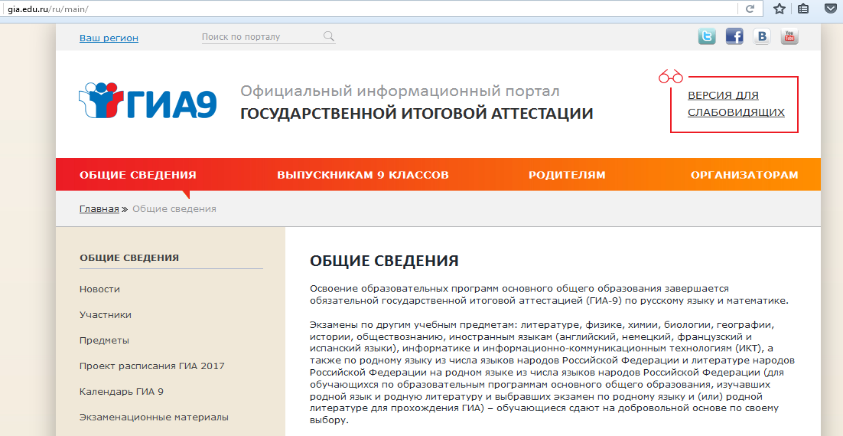 gia.edu.ru/ru/main/
Ваш регион
Поиск по порталу
ГИА9
Официальный информационный портал
ГОСУДАРСТВЕННОЙ ИТОГОВОЙ АТТЕСТАЦИИ
ВЕРСИЯ ДЛЯ
СЛАБОВИДЯЩИХ
ОБЩИЕ СВЕДЕНИЯ ВЫПУСКНИКАМ 9 КЛАССОВ РОДИТЕЛЯМ ОРГАНИЗАТОРАМ
Главная » Общие сведения
ОБЩИЕ СВЕДЕНИЯ
Новости
Участники
Предметы
Проект расписания ГИА 2017
Календарь ГИА 9
Экзаменационные материалы
ОБЩИЕ СВЕДЕНИЯ
Освоение образовательных программ основного общего образования завершается
обязательной государственной итоговой аттестацией (ГИА-9) по русскому языку и математике.
Экзамены по другим учебным предметам: литературе, физике, химии, биологии, географии,
истории, обществознанию, иностранным языкам (английский, немецкий, французский и
испанский языки), информатике и информационно-коммуникационным технологиям (ИКТ), а
также по родному языку из числа языков народов Российской Федерации и литературе народов
Российской Федерации на родном языке из числа языков народов Российской Федерации (для
обучающихся по образовательным программам основного общего образования, изучавших
родной язык и родную литературу и выбравших экзамен по родному языку и (или) родной
литературе для прохождения ГИА) – обучающиеся сдают на добровольной основе по своему
выбору.